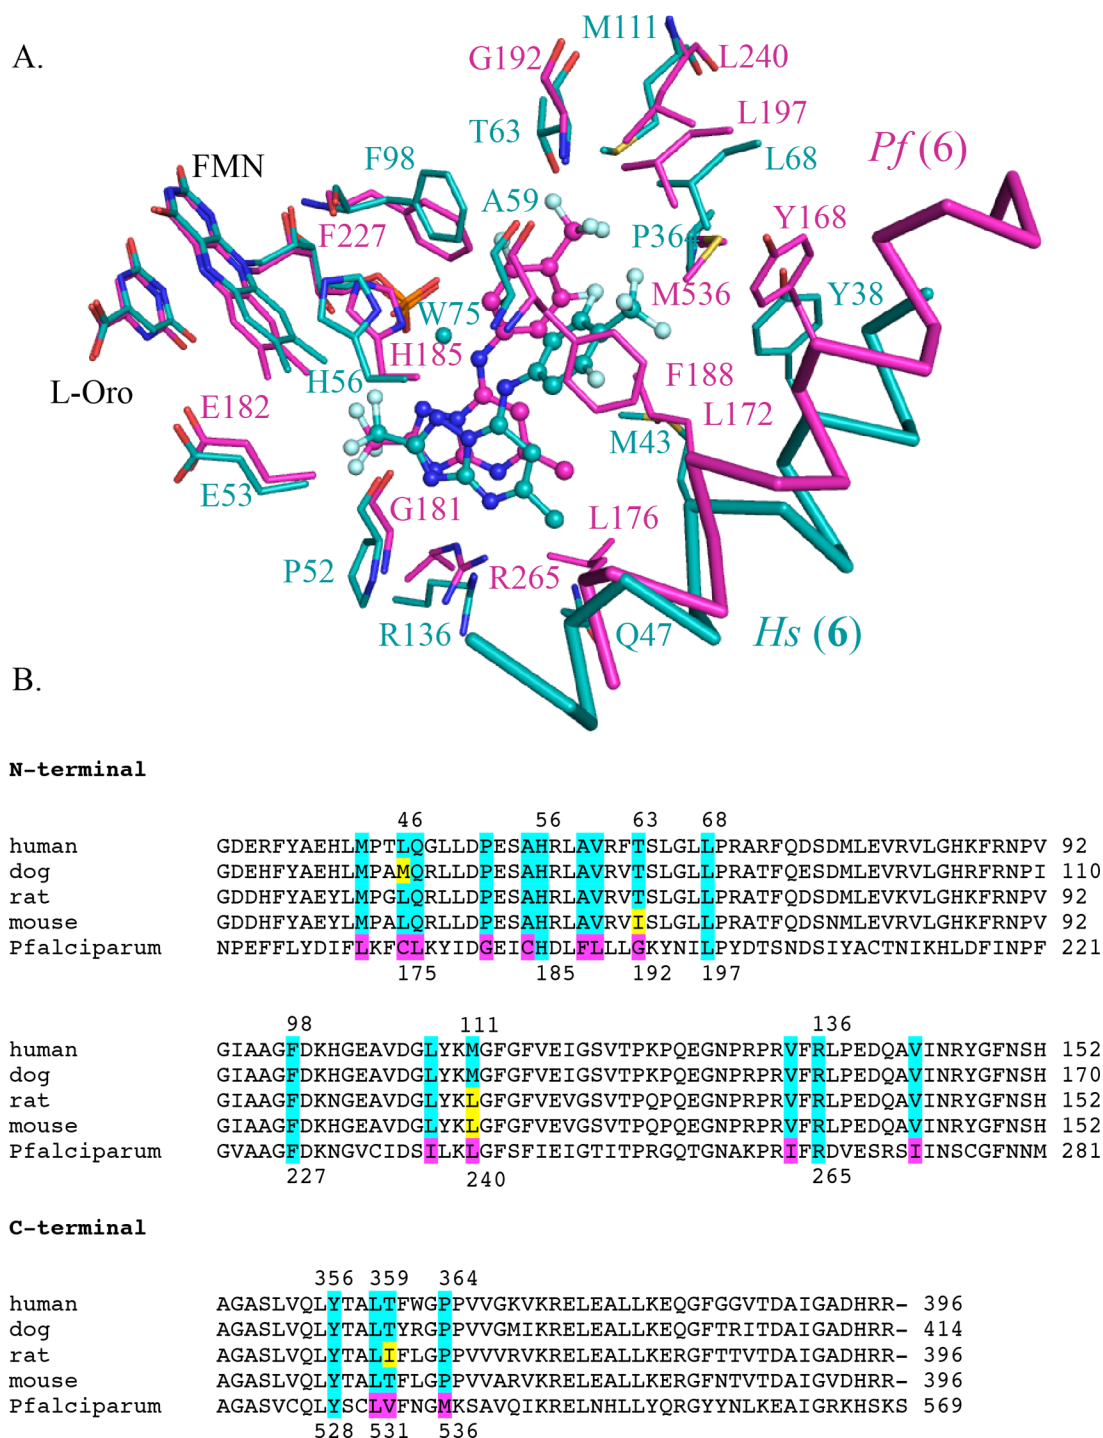 A.
M111
G192
L240
L197
T63
L68
Pf (6)
FMN
F98
A59
P36
Y168
F227
M536
Y38
W75
H185
L-Oro
H56
F188
E182
L172
M43
E53
G181
L176
P52
R265
R136
Q47
Hs (6)
B.
N-terminal
46 56 63 68
human GDERFYAEHLMPTLQGLLDPESAHRLAVRFTSLGLLPRARFQDSDMLEVRVLGHKFRNPV 92
dog GDEHFYAEHLMPAMQRLLDPESAHRLAVRVTSLGLLPRATFQESDMLEVRVLGHRFRNPI 110
rat GDDHFYAEYLMPGLQRLLDPESAHRLAVRVTSLGLLPRATFQDSDMLEVKVLGHKFRNPV 92
mouse GDDHFYAEYLMPALQRLLDPESAHRLAVRVISLGLLPRATFQDSNMLEVRVLGHKFRNPV 92
Pfalciparum NPEFFLYDIFLKFCLKYIDGEICHDLFLLLGKYNILPYDTSNDSIYACTNIKHLDFINPF 221
175 185 192 197
98 111 136
human GIAAGFDKHGEAVDGLYKMGFGFVEIGSVTPKPQEGNPRPRVFRLPEDQAVINRYGFNSH 152
dog GIAAGFDKHGEAVDGLYKMGFGFVEIGSVTPKPQEGNPRPRVFRLPEDQAVINRYGFNSH 170
rat GIAAGFDKNGEAVDGLYKLGFGFVEVGSVTPQPQEGNPRPRVFRLPEDQAVINRYGFNSH 152
mouse GIAAGFDKHGEAVDGLYKLGFGFVEVGSVTPQPQEGNPRPRVFRLPEDQAVINRYGFNSH 152
Pfalciparum GVAAGFDKNGVCIDSILKLGFSFIEIGTITPRGQTGNAKPRIFRDVESRSIINSCGFNNM 281
227 240 265
C-terminal
356 359 364
human AGASLVQLYTALTFWGPPVVGKVKRELEALLKEQGFGGVTDAIGADHRR- 396
dog AGASLVQLYTALTYRGPPVVGMIKRELEALLKEQGFTRITDAIGADHRR- 414
rat AGASLVQLYTALIFLGPPVVVRVKRELEALLKERGFTTVTDAIGADHRR- 396
mouse AGASLVQLYTALTFLGPPVVARVKRELEALLKERGFNTVTDAIGVDHRR- 396
Pfalciparum AGASVCQLYSCLVFNGMKSAVQIKRELNHLLYQRGYYNLKEAIGRKHSKS 569
528 531 536